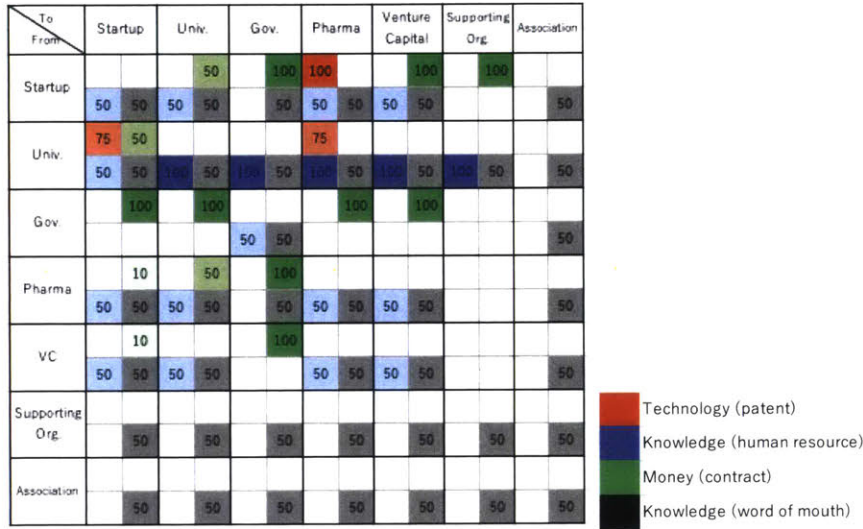 To
From
Startup Univ. Gov. Pharma Venture Capital Supporting Org. Association
Startup
50 100 100 100 100
50 50 50 50 50 50 50 50 50 50
Univ.
75 50 75
50 50 100 50 100 50 100 50 100 50 100 50 50
Gov.
100 100 100 100
50 50 50
Pharma
10 50 100
50 50 50 50 50 50 50 50 50 50
VC
10 100
50 50 50 50 50 50 50 50 50
Supporting
Org.
50 50 50 50 50 50 50
Association
50 50 50 50 50 50 50
Technology (patent)
Knowledge (human resource)
Money (contract)
Knowledge (word of mouth)